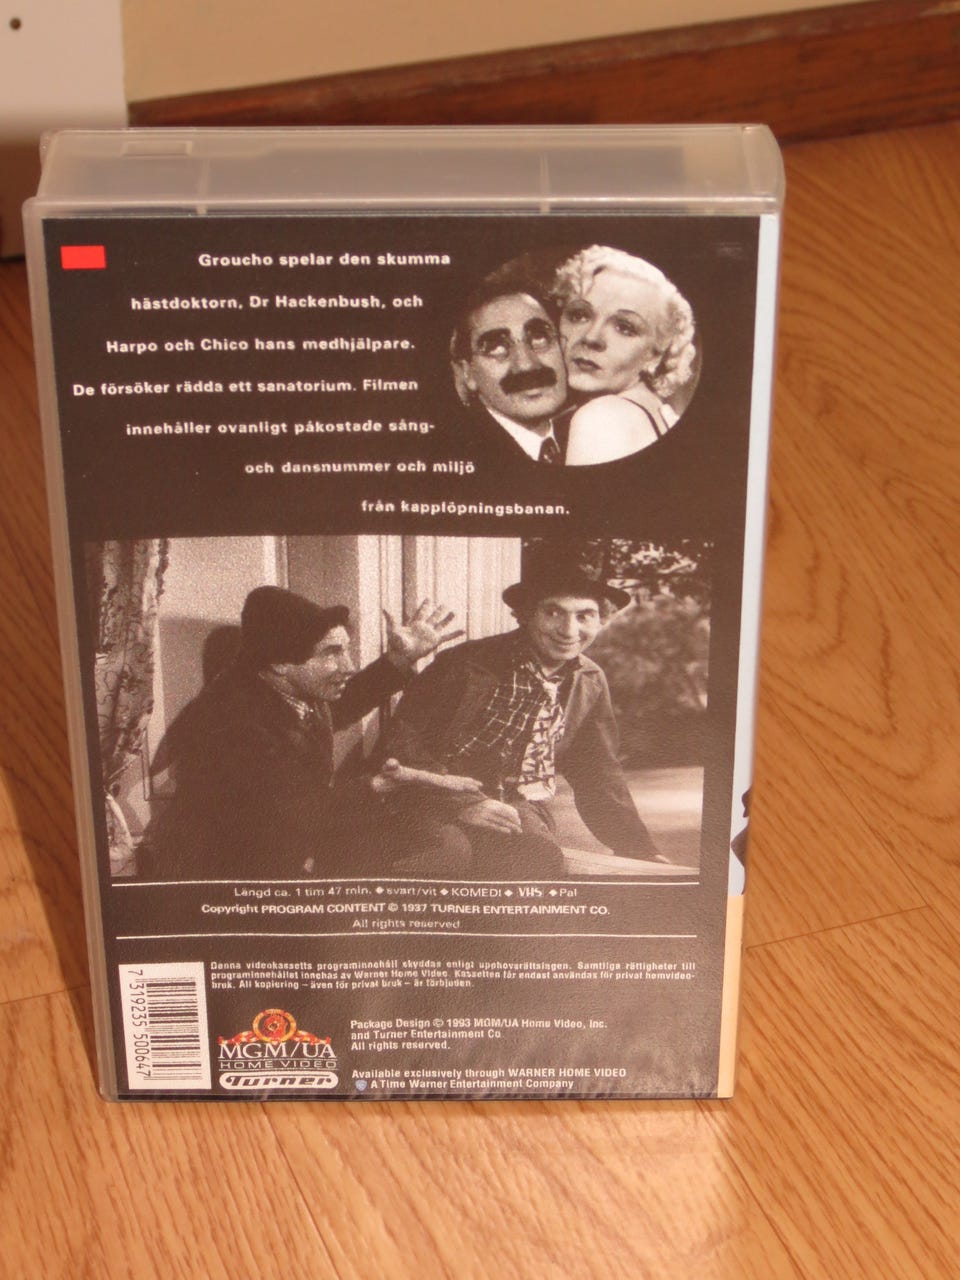 Groucho spelar den skumma
hästdoktorn, Dr Hackenbush, och
Harpo och Chico hans medhjälpare.
De försöker rädda ett sanatorium. Filmen
innehåller ovanligt påkostade sång-
och dansnummer och miljö
från kapplöpningsbanan.
Längd ca. 1 tim 47 min. ◆ svart/vit ◆ KOMEDI ◆ VHS ◆ Pal
Copyright PROGRAM CONTENT © 1937 TURNER ENTERTAINMENT CO.
All rights reserved
Denna videokassetts programinnehåll skyddas enligt upphovsrättslagen. Samtliga rättigheter till
programinnehållet innehas av Warner Home Video. Kassetten får endast användas för privat hemvideo-
bruk. All kopiering – även för privat bruk – är förbjuden.
7 319235 500647
MGM/UA
HOME VIDEO
Turner
Package Design © 1993 MGM/UA Home Video, Inc.
and Turner Entertainment Co
All rights reserved.
Available exclusively through WARNER HOME VIDEO
A Time Warner Entertainment Company